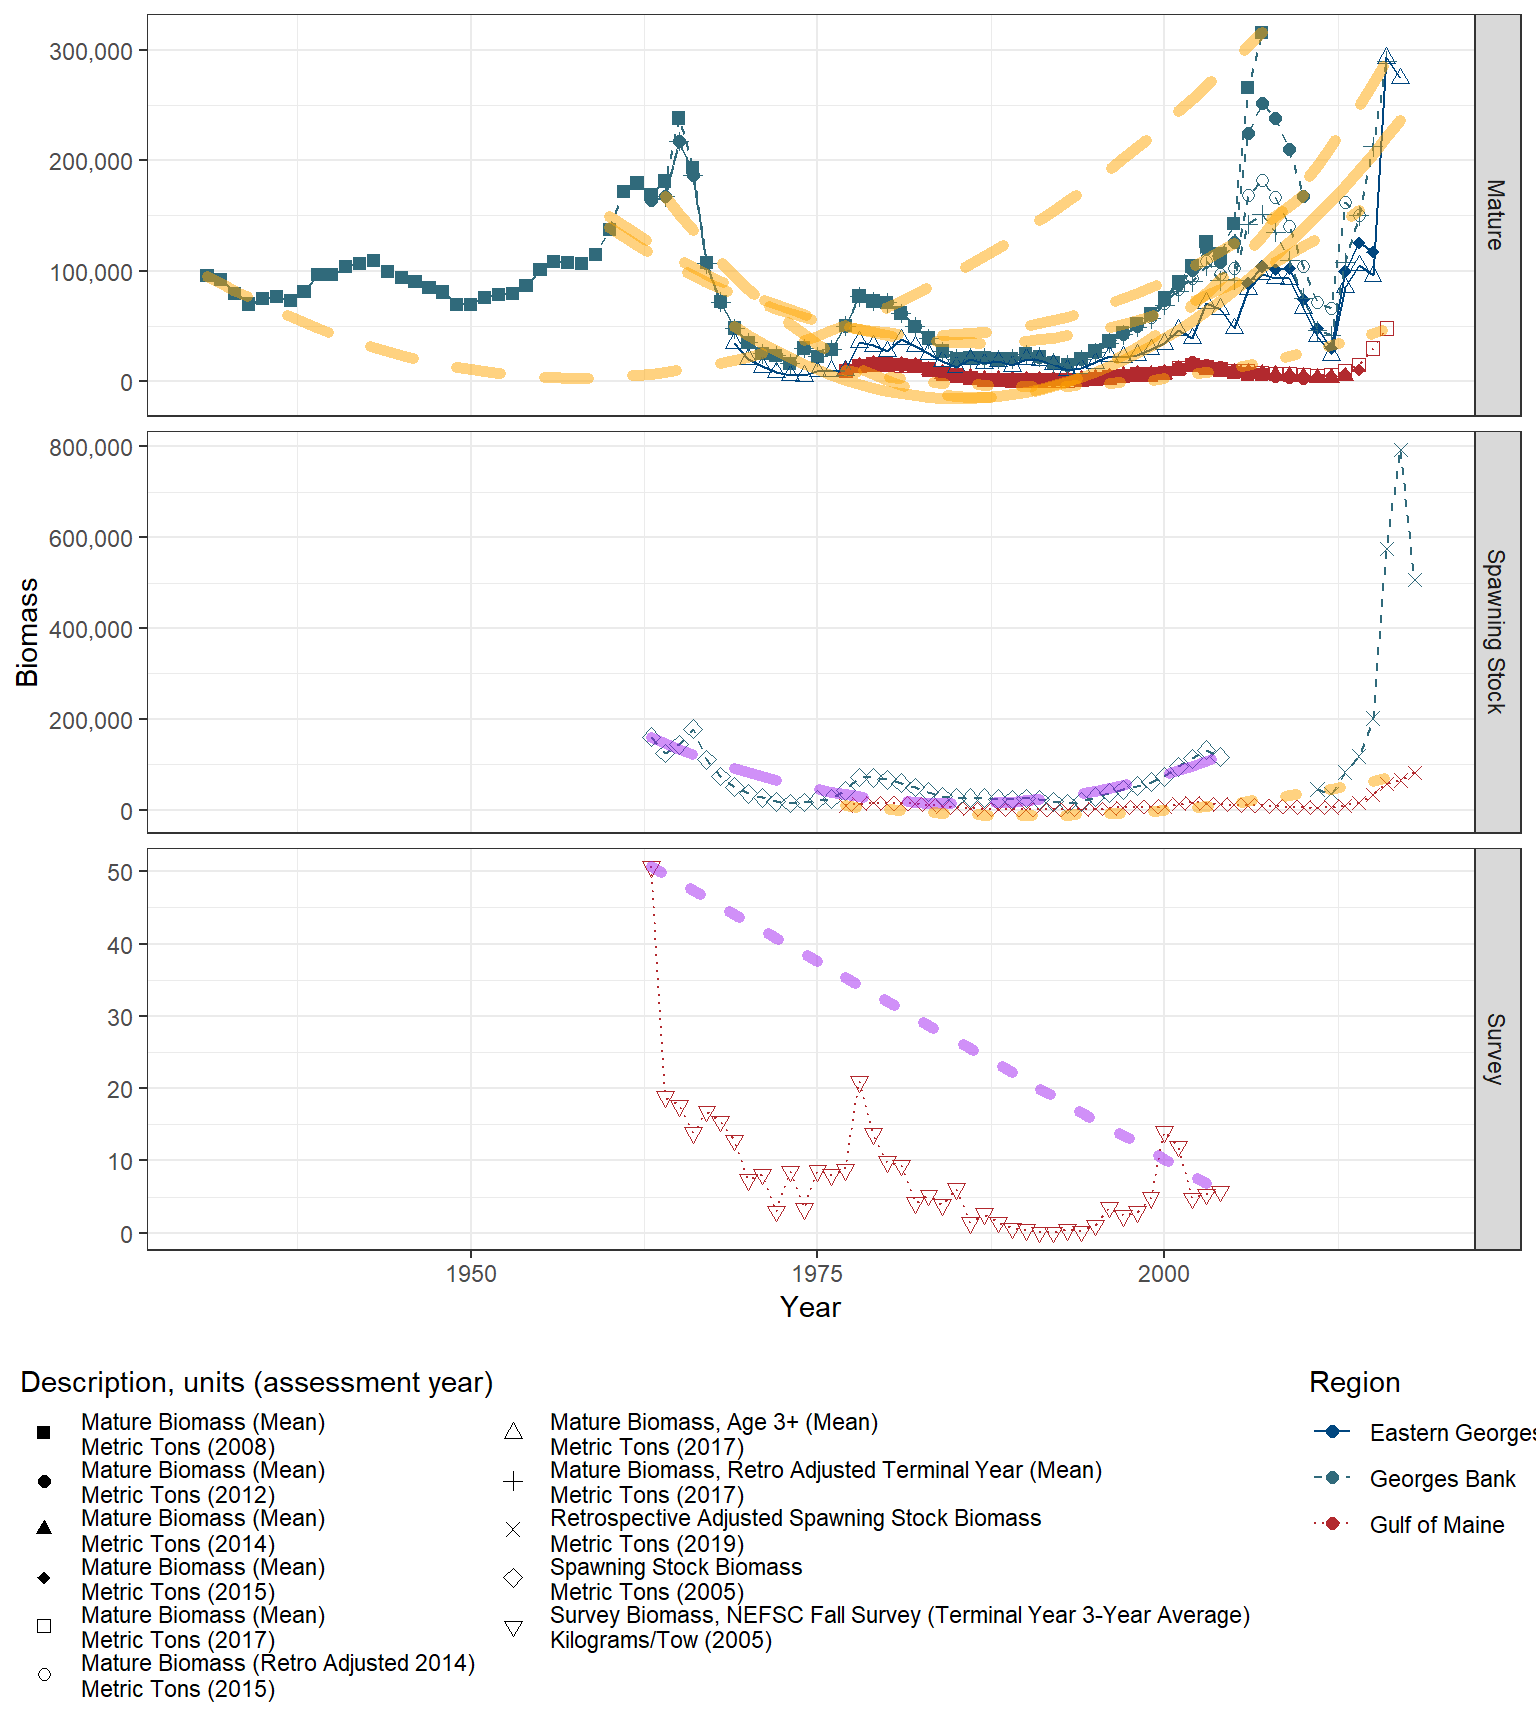 300,000
200,000
100,000
0
Mature
800,000
600,000
400,000
200,000
0
Spawning Stock
Biomass
50
40
30
20
10
0
Survey
1950
1975
2000
Year
Description, units (assessment year)
Mature Biomass (Mean)
Metric Tons (2008)
Mature Biomass (Mean)
Metric Tons (2012)
Mature Biomass (Mean)
Metric Tons (2014)
Mature Biomass (Mean)
Metric Tons (2015)
Mature Biomass (Mean)
Metric Tons (2017)
Mature Biomass (Retro Adjusted 2014)
Metric Tons (2015)
Mature Biomass, Age 3+ (Mean)
Metric Tons (2017)
Mature Biomass, Retro Adjusted Terminal Year (Mean)
Metric Tons (2017)
Retrospective Adjusted Spawning Stock Biomass
Metric Tons (2019)
Spawning Stock Biomass
Metric Tons (2005)
Survey Biomass, NEFSC Fall Survey (Terminal Year 3-Year Average)
Kilograms/Tow (2005)
Region
Eastern Georges
Georges Bank
Gulf of Maine